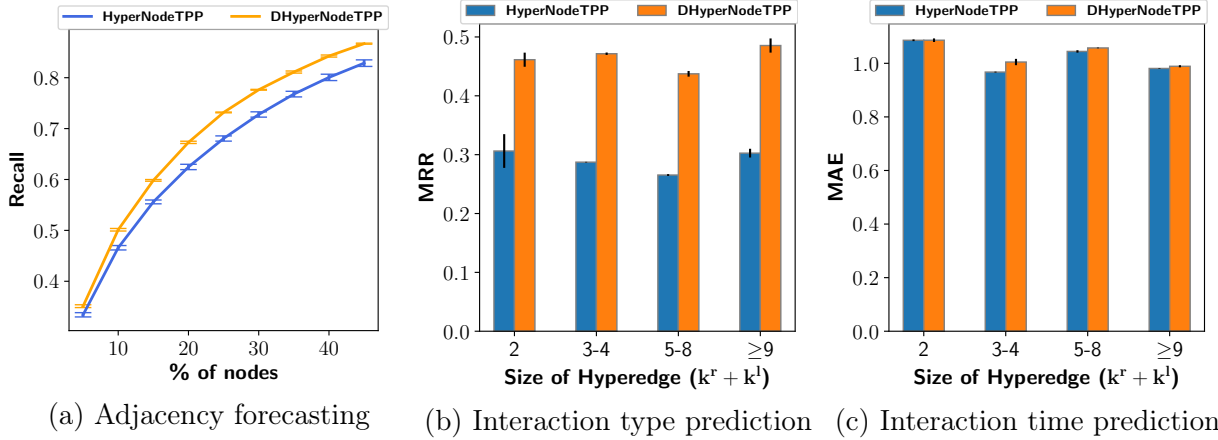 HyperNodeTPP DHyperNodeTPP
Recall
0.8
0.7
0.6
0.5
0.4
10 20 30 40
% of nodes
(a) Adjacency forecasting
HyperNodeTPP DHyperNodeTPP
MRR
0.5
0.4
0.3
0.2
0.1
0.0
2 3-4 5-8 ≥9
Size of Hyperedge (kʳ + kˡ)
(b) Interaction type prediction
HyperNodeTPP DHyperNodeTPP
MAE
1.0
0.8
0.6
0.4
0.2
0.0
2 3-4 5-8 ≥9
Size of Hyperedge (kʳ + kˡ)
(c) Interaction time prediction